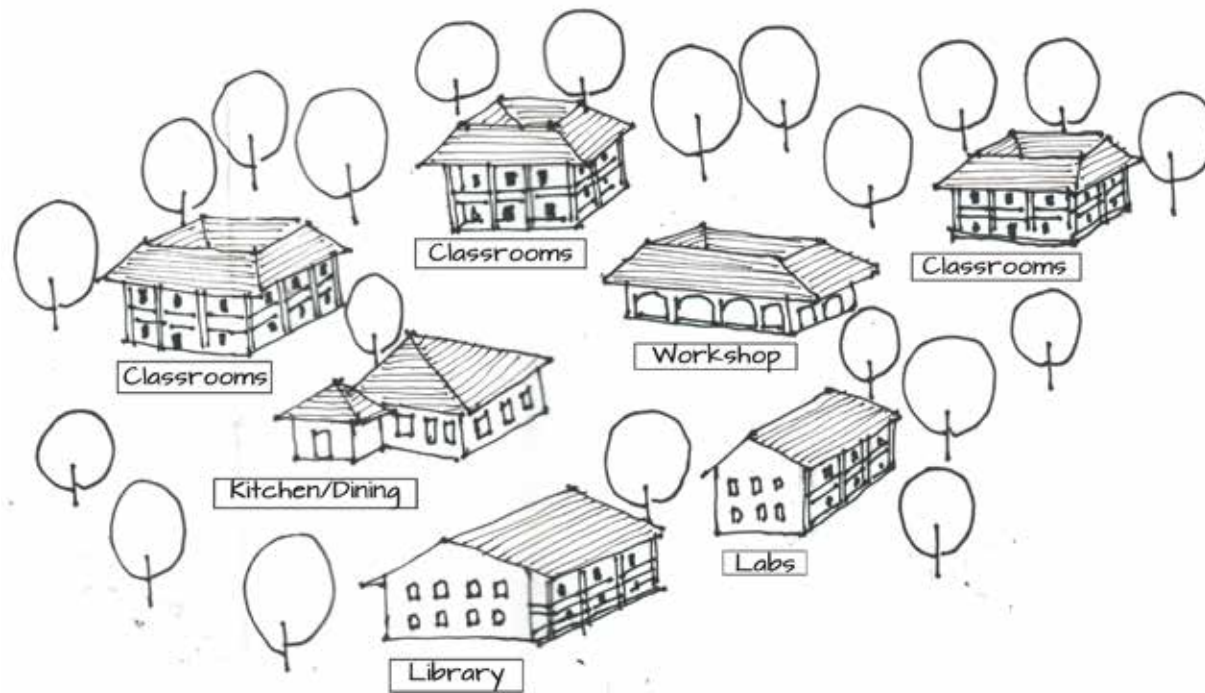 Classrooms
Classrooms
Workshop
Classrooms
Kitchen/Dining
Labs
Library